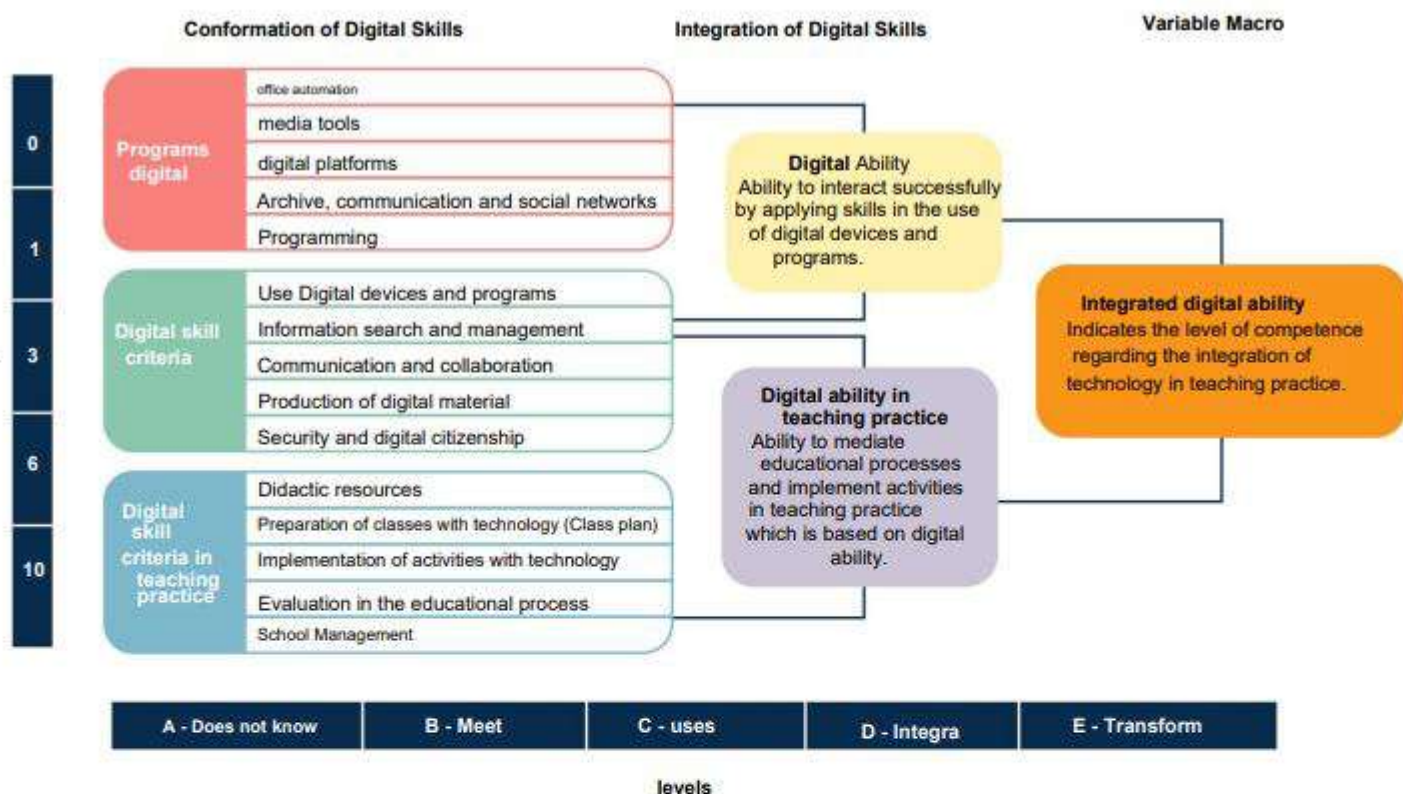 Conformation of Digital Skills
Integration of Digital Skills
Variable Macro
0
1
3
6
10
Programs
digital
office automation
media tools
digital platforms
Archive, communication and social networks
Programming
Digital skill
criteria
Use Digital devices and programs
Information search and management
Communication and collaboration
Production of digital material
Security and digital citizenship
Digital
skill
criteria in
teaching
practice
Didactic resources
Preparation of classes with technology (Class plan)
Implementation of activities with technology
Evaluation in the educational process
School Management
Digital Ability
Ability to interact successfully
by applying skills in the use
of digital devices and
programs.
Digital ability in
teaching practice
Ability to mediate
educational processes
and implement activities
in teaching practice
which is based on digital
ability.
Integrated digital ability
Indicates the level of competence
regarding the integration of
technology in teaching practice.
A - Does not know
B - Meet
C - uses
D - Integra
E - Transform
levels